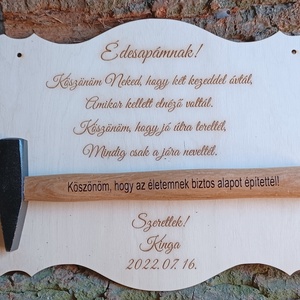 Édesapámnak!
Köszönöm Neked, hogy két kezeddel óvtál,
Amikor kellett elnéző voltál.
Köszönöm, hogy jó útra tereltél,
Mindig csak a jóra neveltél.
Köszönöm, hogy az életemnek biztos alapot építettél!
Szeretlek!
Kinga
2022.07.16.